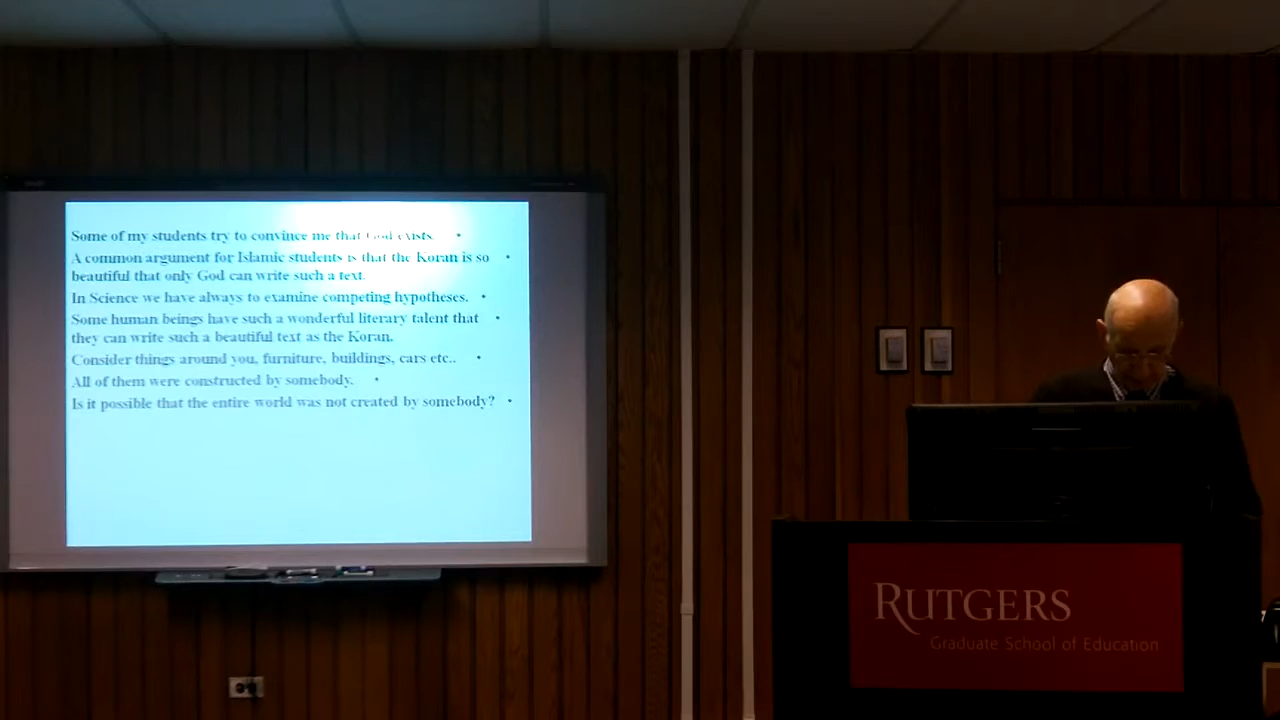 Some of my students try to convince me that God exists. •
A common argument for Islamic students is that the Koran is so •
beautiful that only God can write such a text.
In Science we have always to examine competing hypotheses. •
Some human beings have such a wonderful literary talent that •
they can write such a beautiful text as the Koran.
Consider things around you, furniture, buildings, cars etc.. •
All of them were constructed by somebody. •
Is it possible that the entire world was not created by somebody? •
RUTGERS
Graduate School of Education